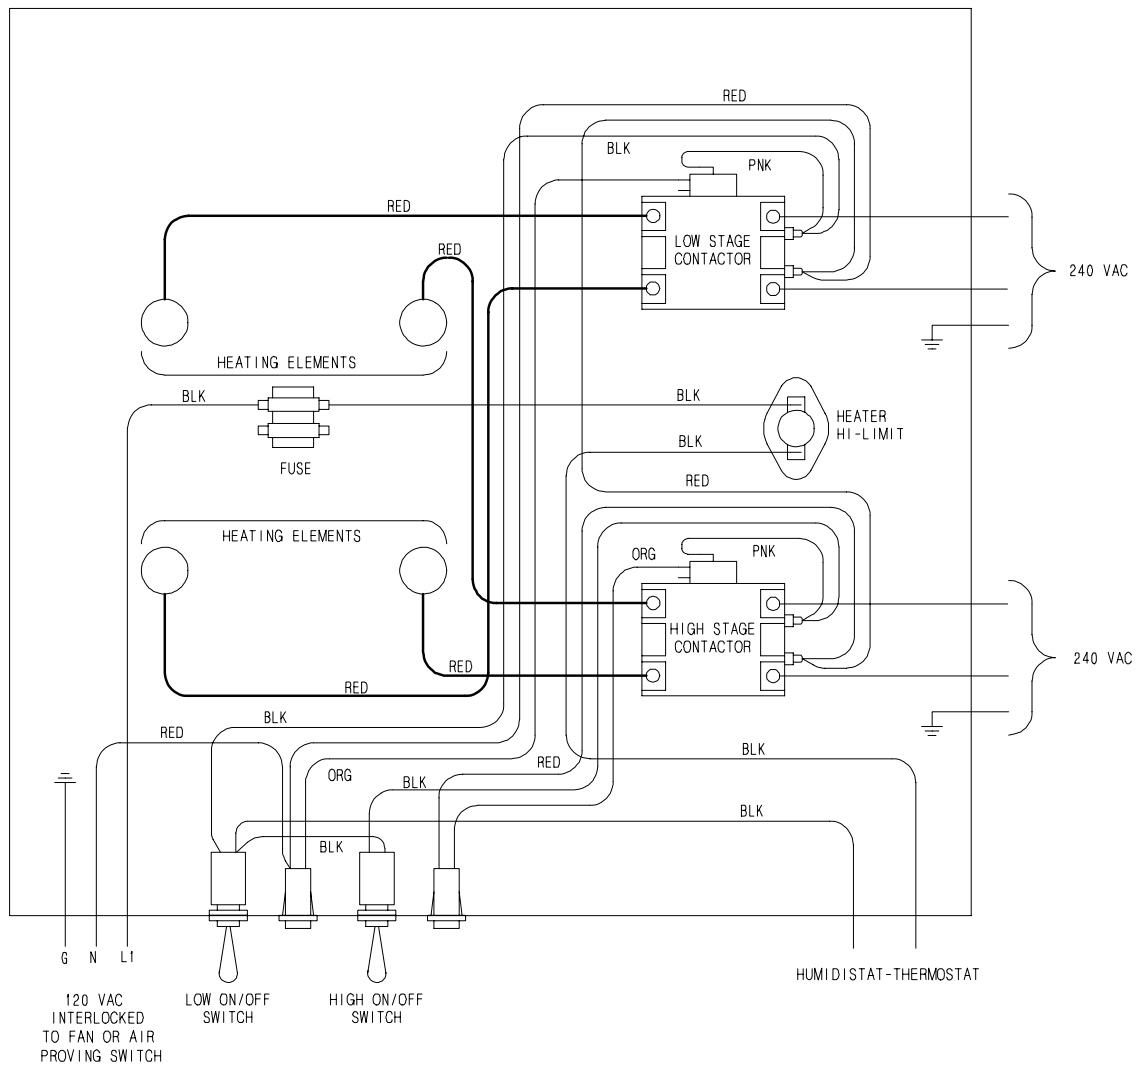 RED
BLK
PNK
RED
LOW STAGE
CONTACTOR
RED
240 VAC
HEATING ELEMENTS
BLK
BLK
HEATER
HI-LIMIT
BLK
FUSE
RED
HEATING ELEMENTS
ORG
PNK
HIGH STAGE
CONTACTOR
240 VAC
RED
RED
BLK
RED
BLK
RED
ORG
BLK
BLK
BLK
G N L1
HUMIDISTAT-THERMOSTAT
120 VAC
INTERLOCKED
TO FAN OR AIR
PROVING SWITCH
LOW ON/OFF
SWITCH
HIGH ON/OFF
SWITCH